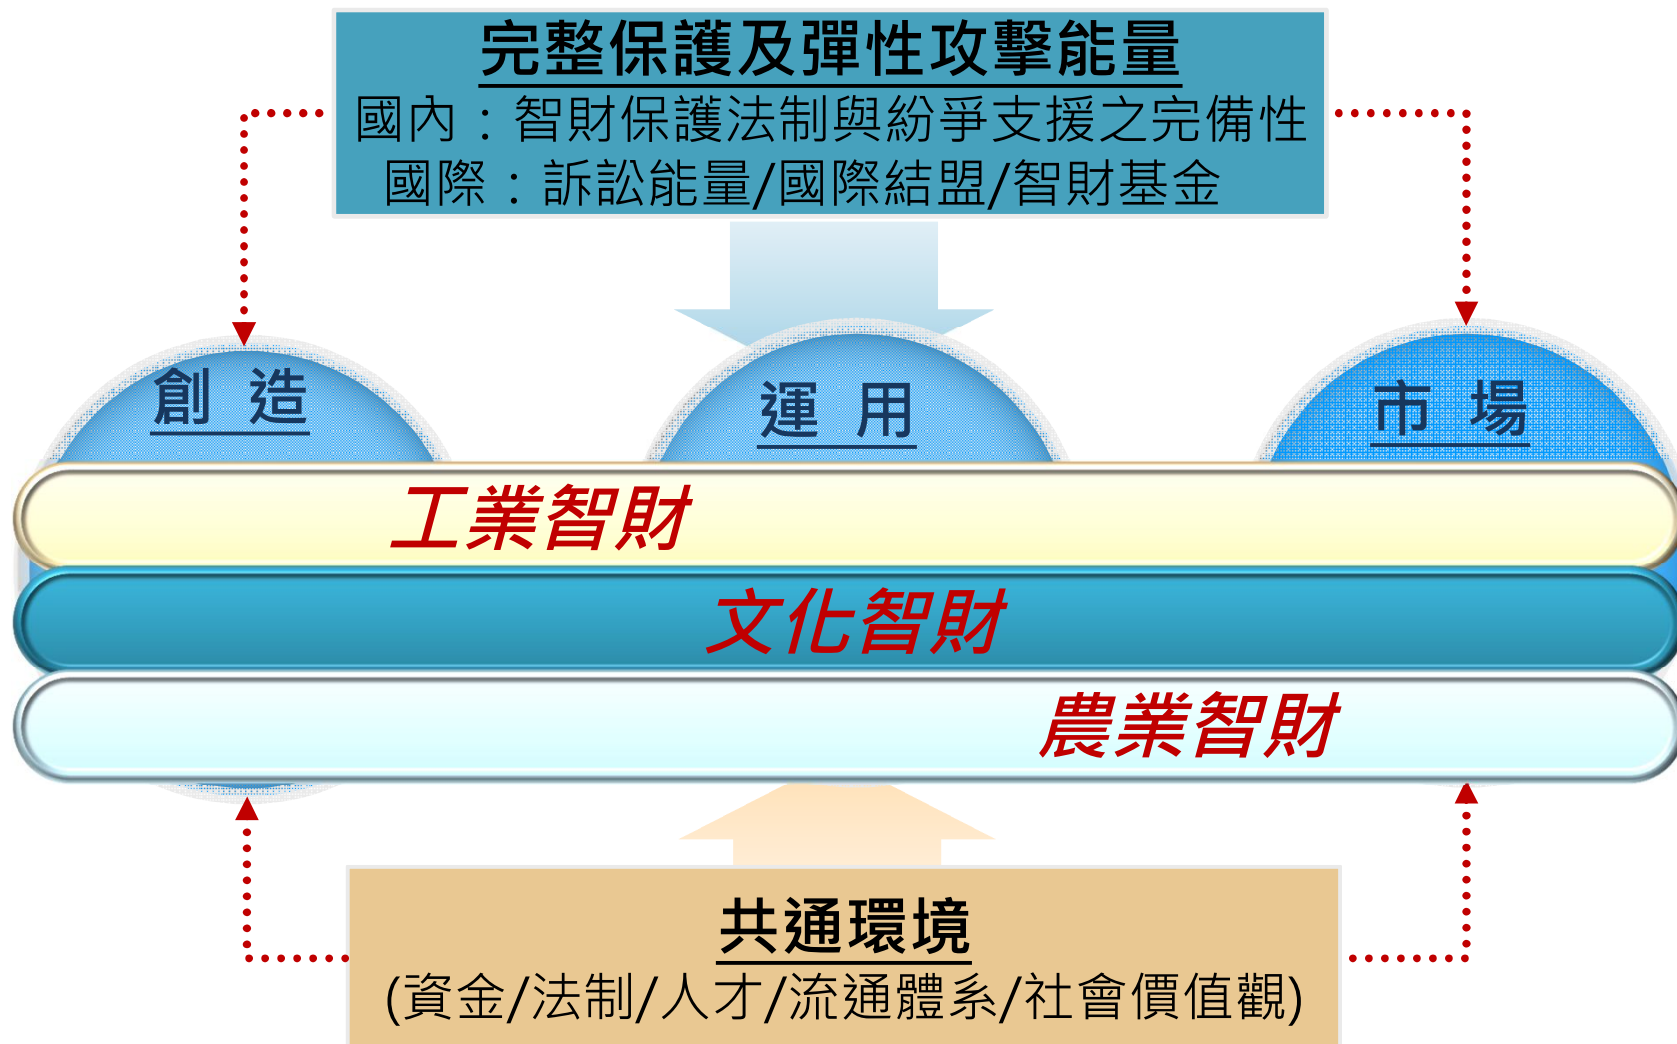 完整保護及彈性攻擊能量
國內：智財保護法制與紛爭支援之完備性
國際：訴訟能量/國際結盟/智財基金
創 造
運 用
市 場
工業智財
文化智財
農業智財
共通環境
(資金/法制/人才/流通體系/社會價值觀)